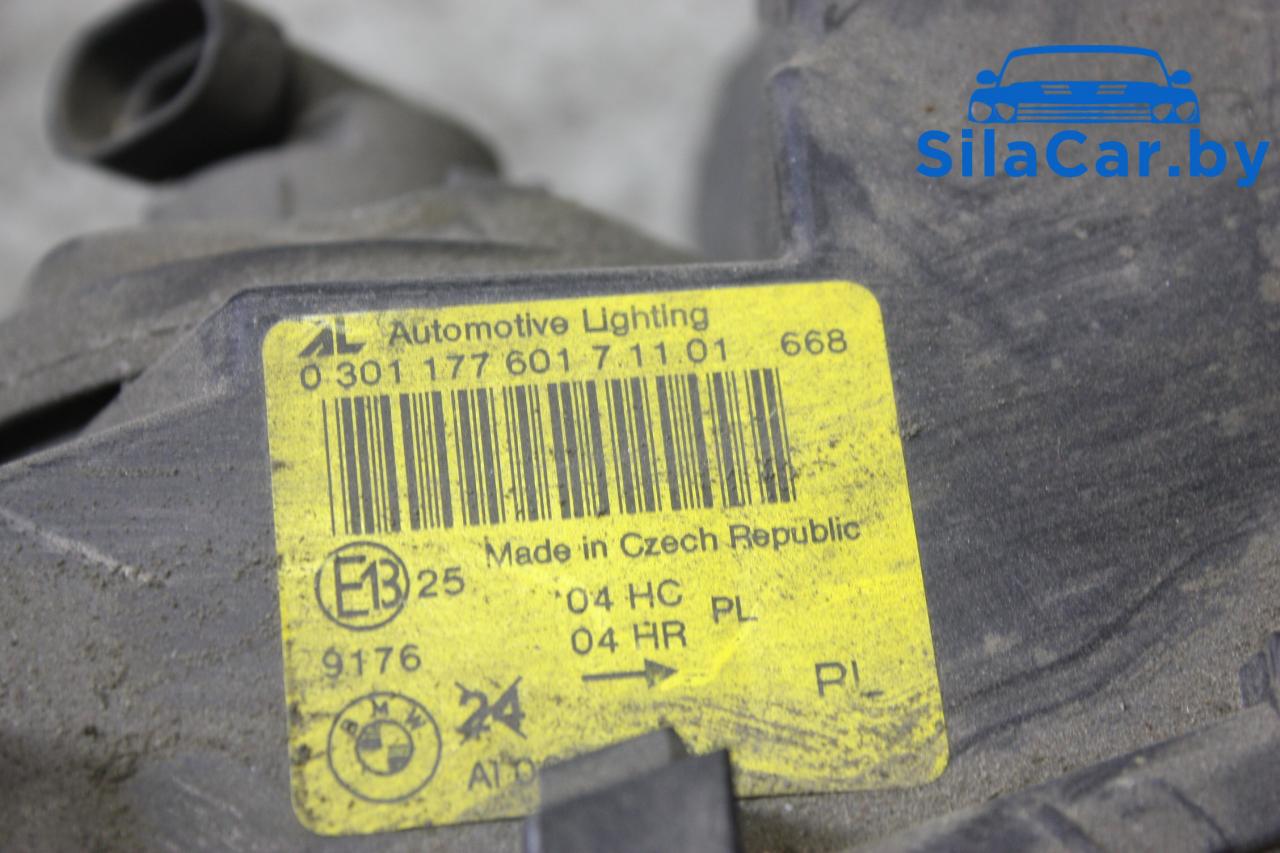 SilaCar.by
AL Automotive Lighting
0 301 177 601 7.11 01 668
Made in Czech Republic
E13 25
04 HC
PL
04 HR
9176
PL
BMW
24